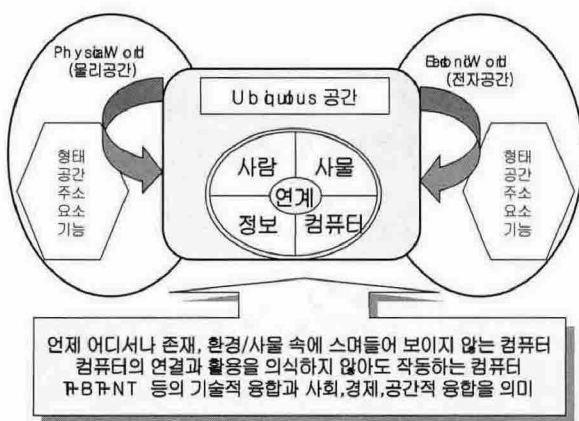 PhysicalWorld
(물리공간)
ElectronicWorld
(전자공간)
Ubiquitous 공간
형태
공간
주소
요소
기능
사람
사물
연계
정보
컴퓨터
형태
공간
주소
요소
기능
언제 어디서나 존재, 환경/사물 속에 스며들어 보이지 않는 컴퓨터
컴퓨터의 연결과 활용을 의식하지 않아도 작동하는 컴퓨터
등의 기술적 융합과 사회,경제,공간적 융합을 의미